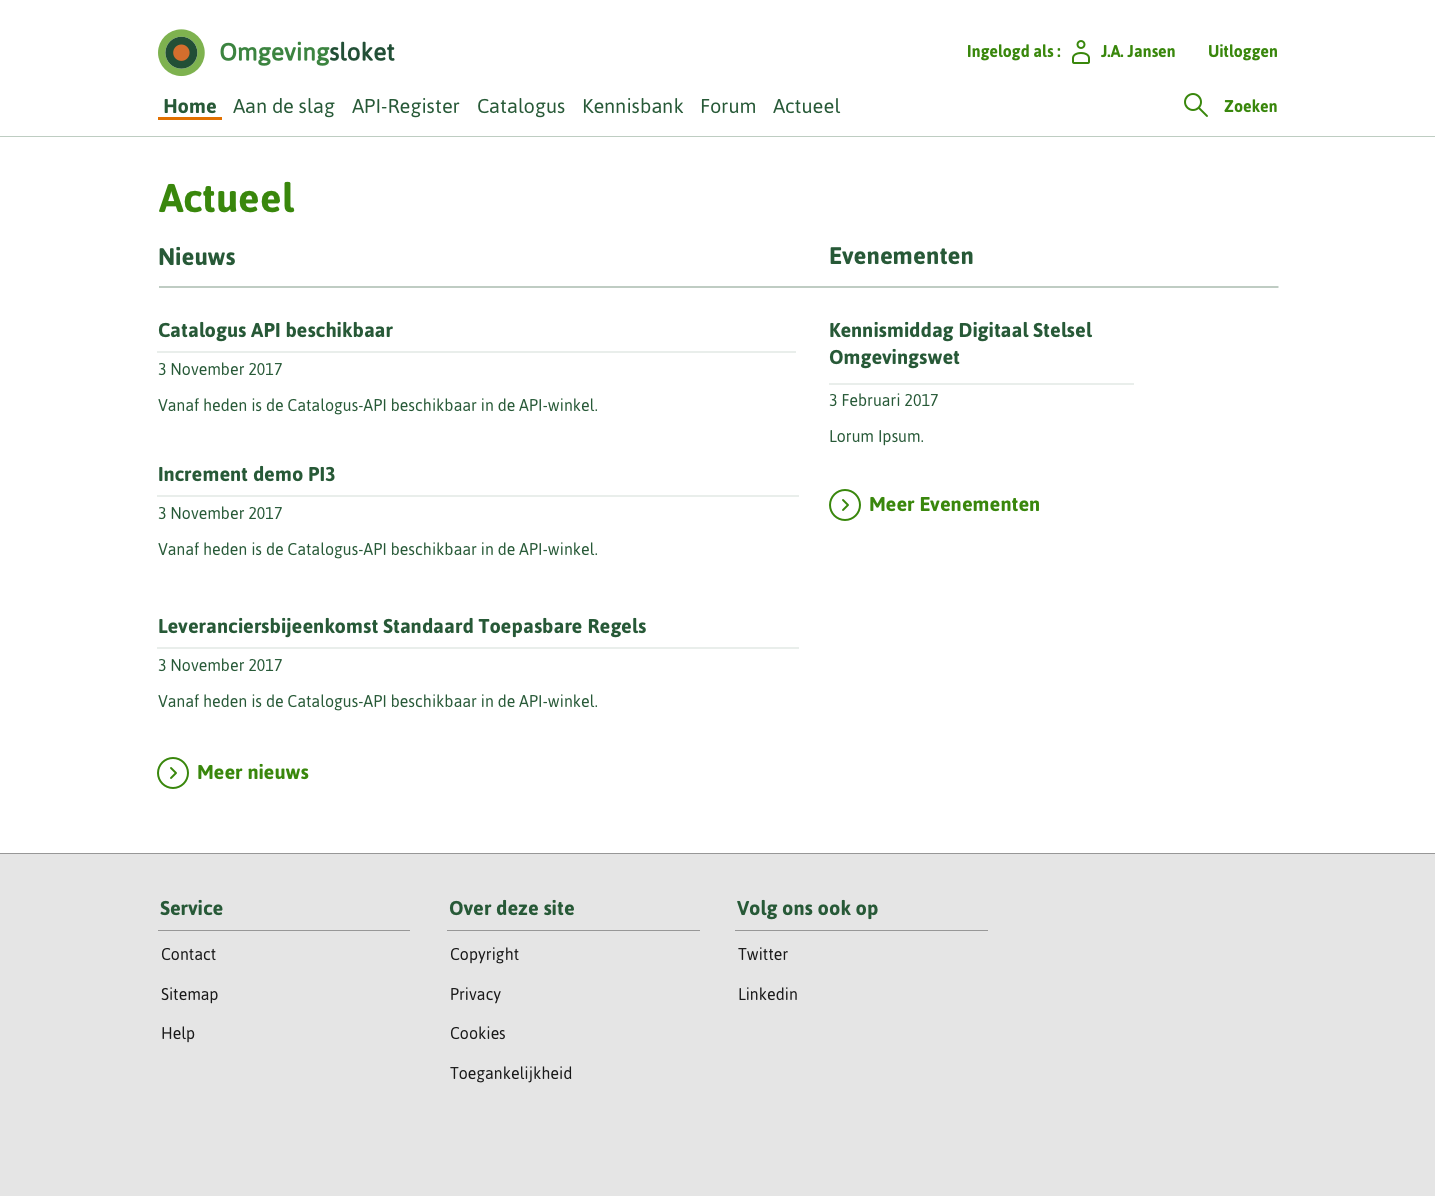 Omgevingsloket
Ingelogd als : J.A. Jansen Uitloggen
Home Aan de slag API-Register Catalogus Kennisbank Forum Actueel Zoeken
Actueel
Nieuws
Catalogus API beschikbaar
3 November 2017
Vanaf heden is de Catalogus-API beschikbaar in de API-winkel.
Increment demo PI3
3 November 2017
Vanaf heden is de Catalogus-API beschikbaar in de API-winkel.
Leveranciersbijeenkomst Standaard Toepasbare Regels
3 November 2017
Vanaf heden is de Catalogus-API beschikbaar in de API-winkel.
Meer nieuws
Evenementen
Kennismiddag Digitaal Stelsel
Omgevingswet
3 Februari 2017
Lorum Ipsum.
Meer Evenementen
Service
Contact
Sitemap
Help
Over deze site
Copyright
Privacy
Cookies
Toegankelijkheid
Volg ons ook op
Twitter
Linkedin